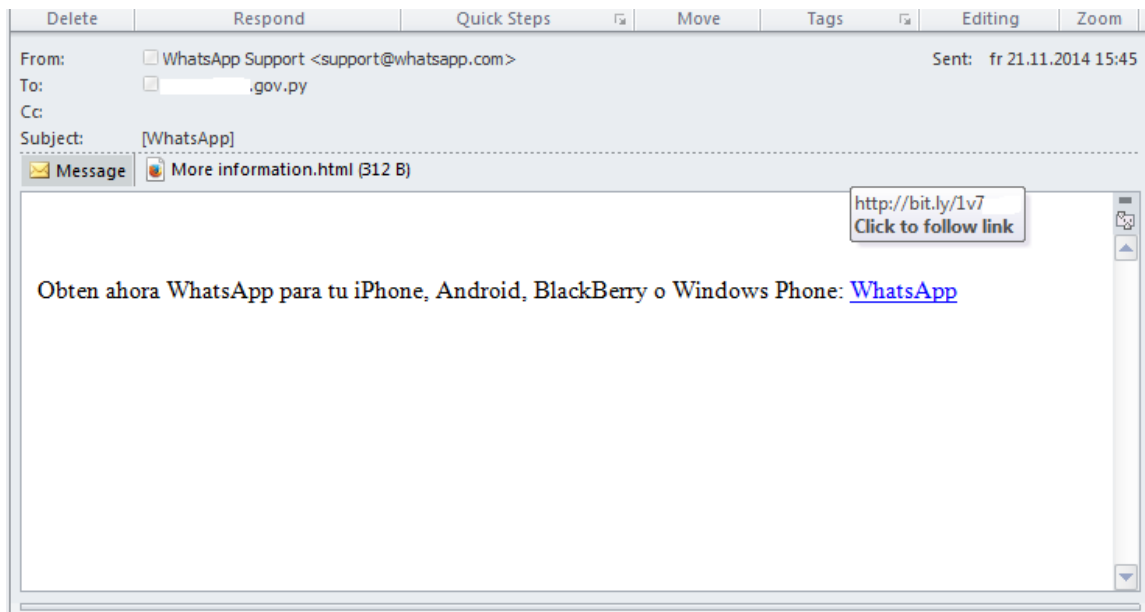 Delete Respond Quick Steps Move Tags Editing Zoom
From: WhatsApp Support <support@whatsapp.com> Sent: fr 21.11.2014 15:45
To: .gov.py
Cc:
Subject: [WhatsApp]
Message More information.html (312 B)
http://bit.ly/1v7
Click to follow link
Obten ahora WhatsApp para tu iPhone, Android, BlackBerry o Windows Phone: WhatsApp